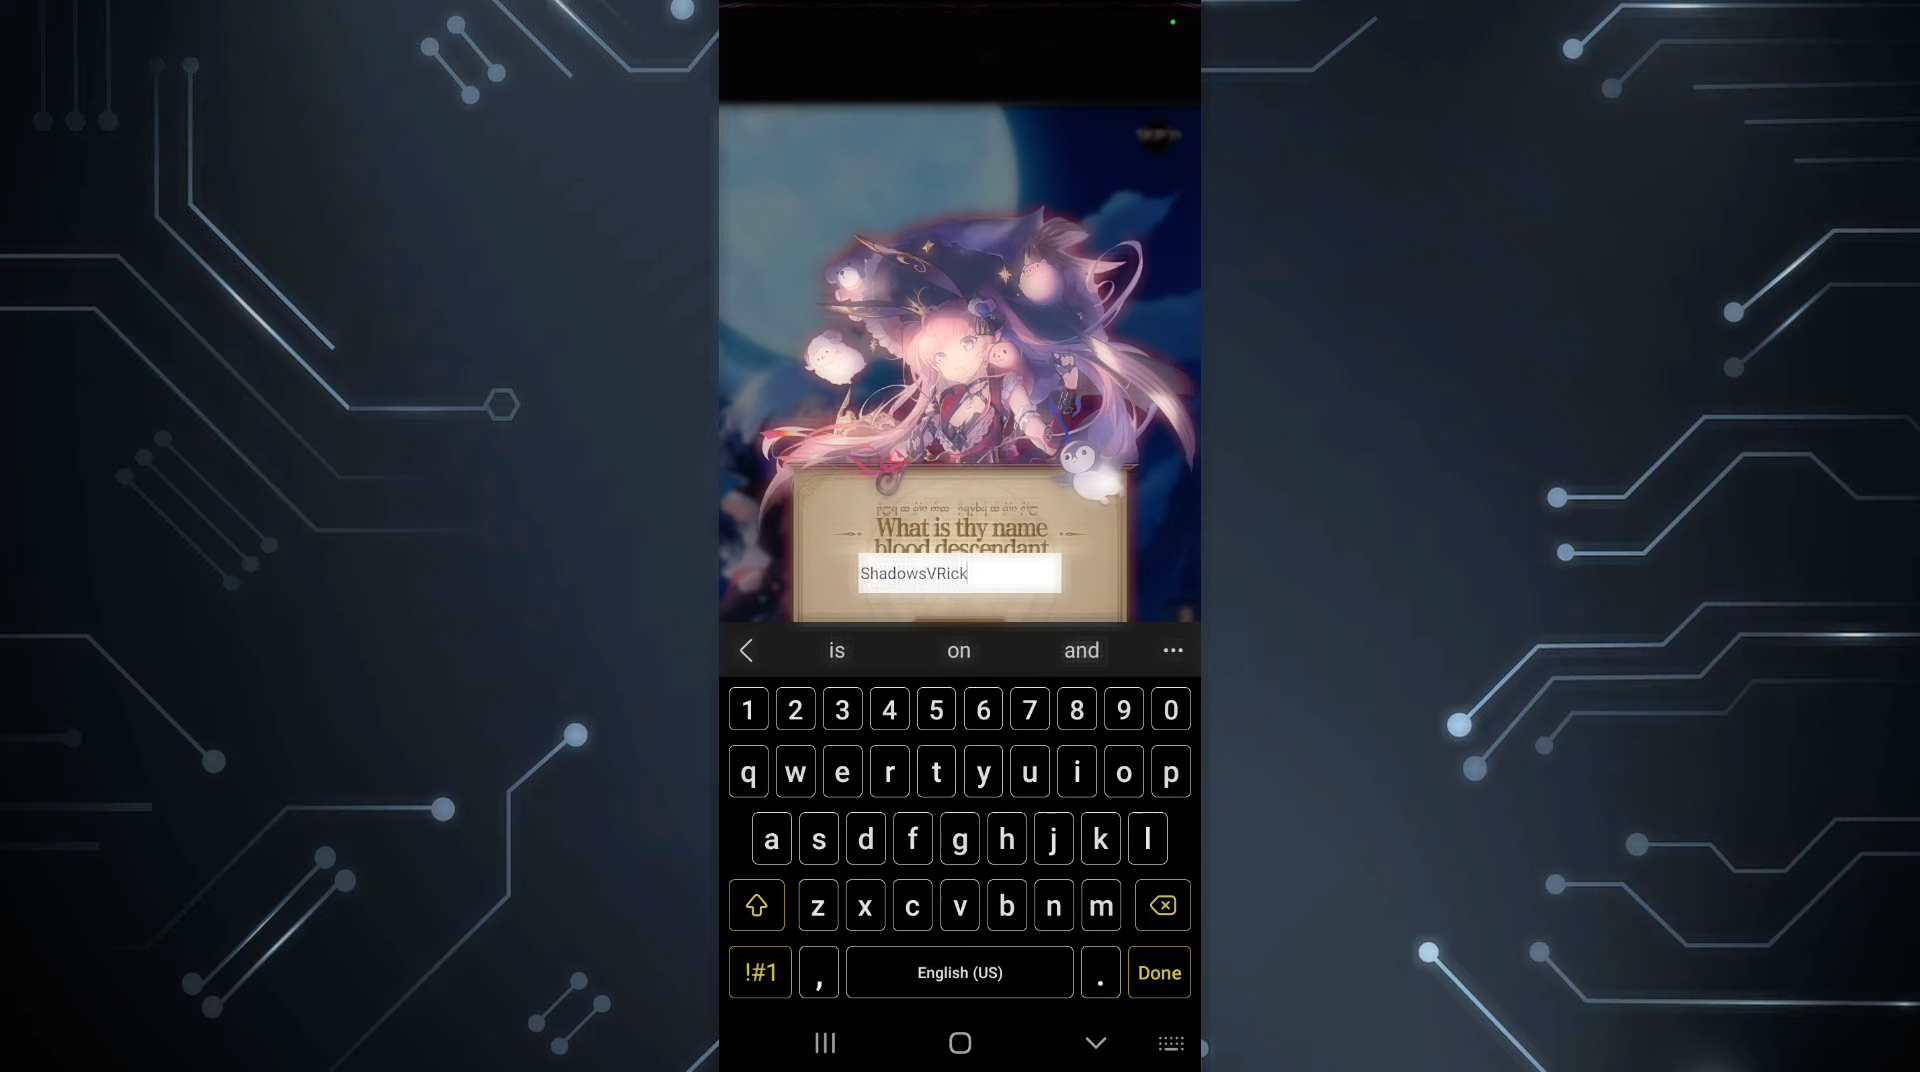 What is thy name
blood descendant
ShadowsVRick
is on and
1 2 3 4 5 6 7 8 9 0
q w e r t y u i o p
a s d f g h j k l
z x c v b n m
!#1 , English (US) . Done